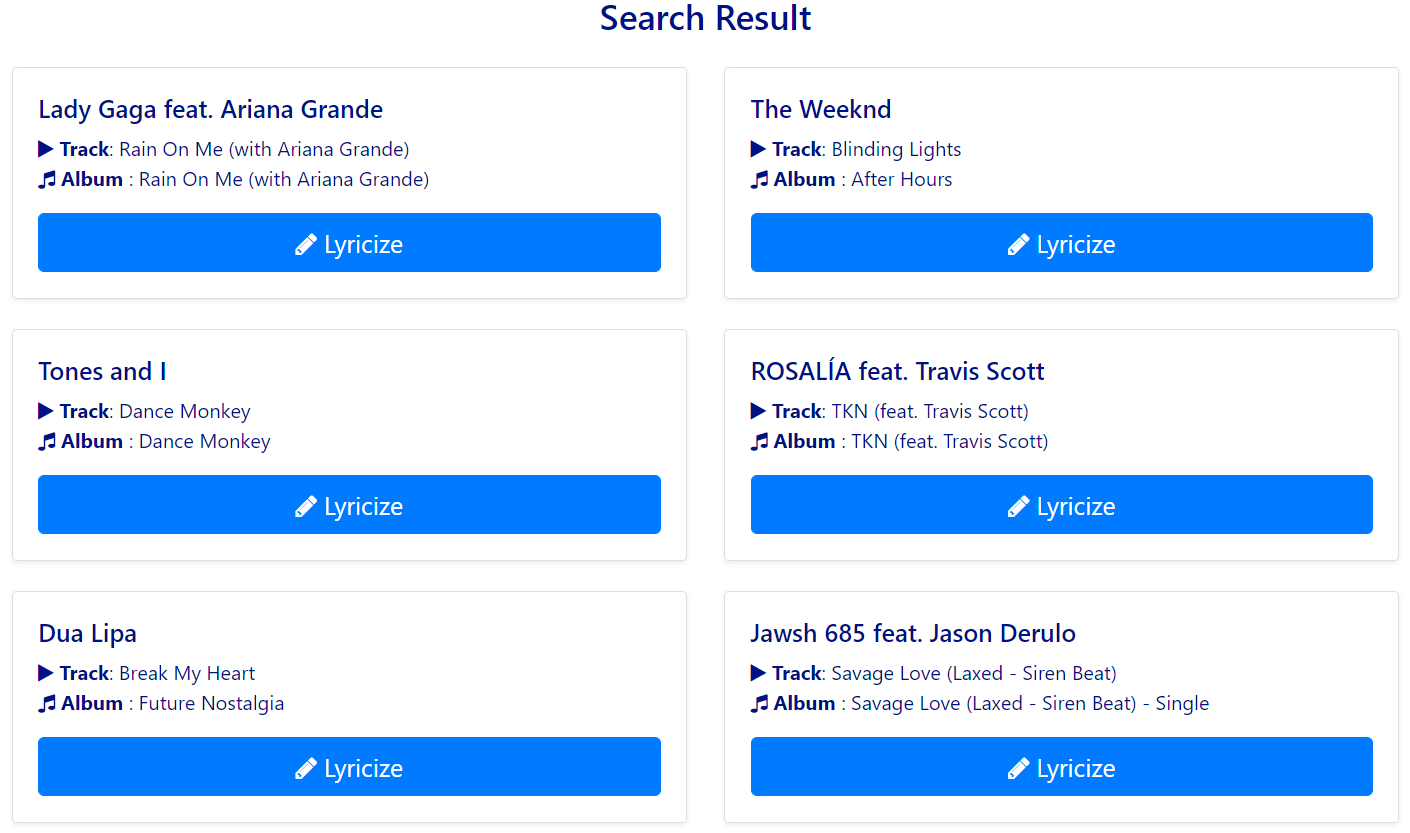 Search Result
Lady Gaga feat. Ariana Grande
Track: Rain On Me (with Ariana Grande)
Album : Rain On Me (with Ariana Grande)
Lyricize
The Weeknd
Track: Blinding Lights
Album : After Hours
Lyricize
Tones and I
Track: Dance Monkey
Album : Dance Monkey
Lyricize
ROSALÍA feat. Travis Scott
Track: TKN (feat. Travis Scott)
Album : TKN (feat. Travis Scott)
Lyricize
Dua Lipa
Track: Break My Heart
Album : Future Nostalgia
Lyricize
Jawsh 685 feat. Jason Derulo
Track: Savage Love (Laxed - Siren Beat)
Album : Savage Love (Laxed - Siren Beat) - Single
Lyricize